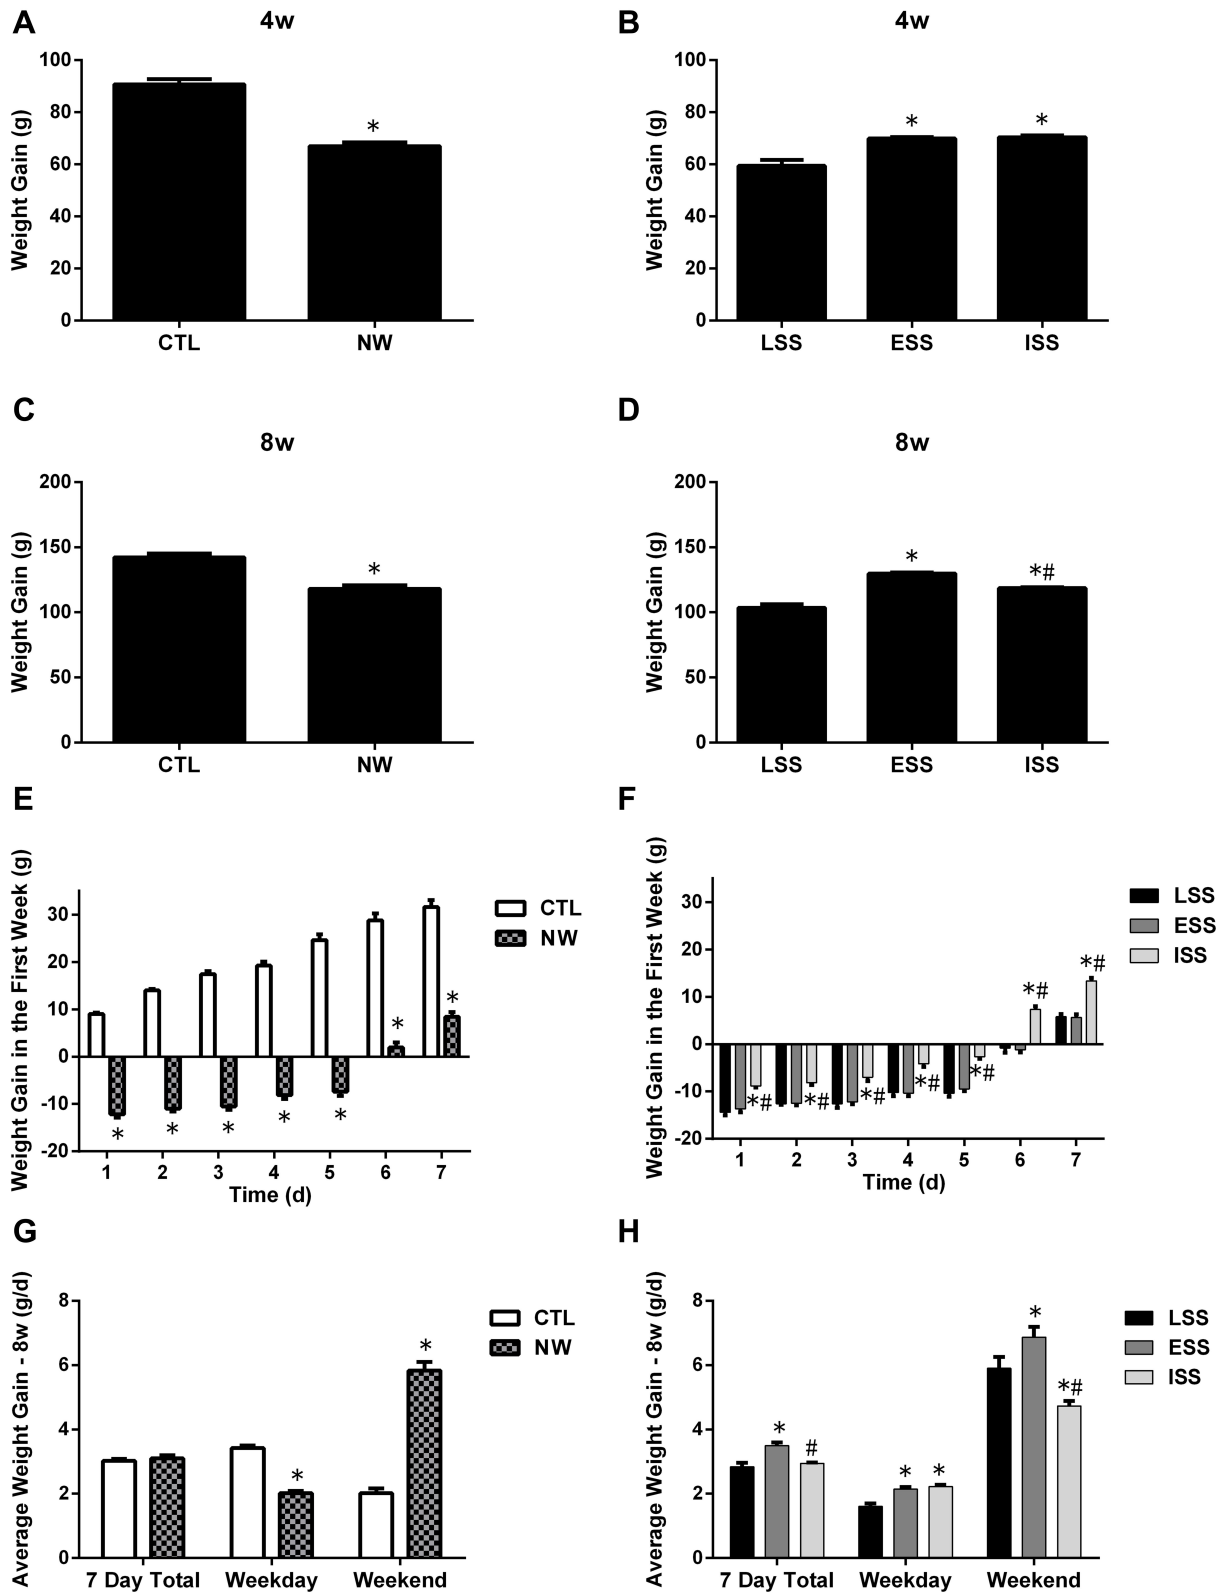 A
4w
Weight Gain (g)
100
80
60
40
20
0
*
CTL NW
B
4w
Weight Gain (g)
100
80
60
40
20
0
* *
LSS ESS ISS
C
8w
Weight Gain (g)
200
150
100
50
0
*
CTL NW
D
8w
Weight Gain (g)
200
150
100
50
0
* *#
LSS ESS ISS
E
Weight Gain in the First Week (g)
30
20
10
0
-10
-20
* * * * * * *
1 2 3 4 5 6 7
Time (d)
CTL
NW
F
Weight Gain in the First Week (g)
30
20
10
0
-10
-20
*# *# *# *# *# *# *#
1 2 3 4 5 6 7
Time (d)
LSS
ESS
ISS
G
Average Weight Gain - 8w (g/d)
8
6
4
2
0
* *
7 Day Total Weekday Weekend
CTL
NW
H
Average Weight Gain - 8w (g/d)
8
6
4
2
0
* # * * * *#
7 Day Total Weekday Weekend
LSS
ESS
ISS